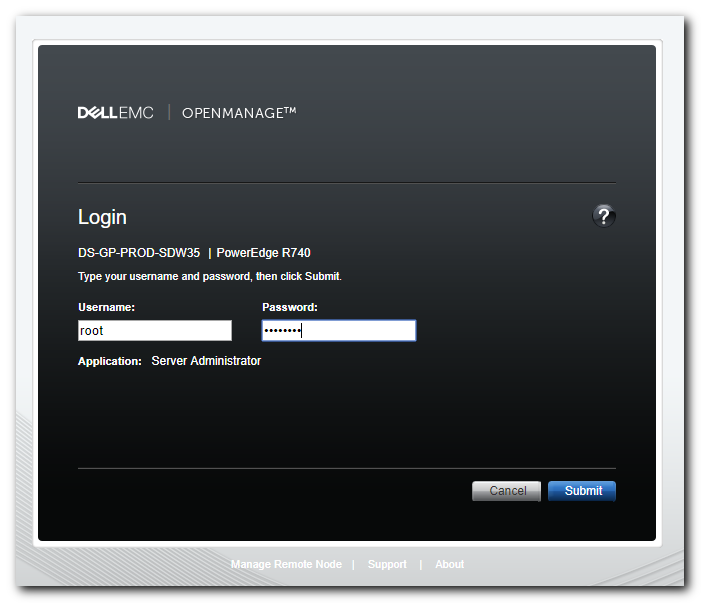 DELLEMC | OPENMANAGE™
Login
?
DS-GP-PROD-SDW35 | PowerEdge R740
Type your username and password, then click Submit.
Username: Password:
root ••••••••
Application: Server Administrator
Cancel Submit
Manage Remote Node | Support | About